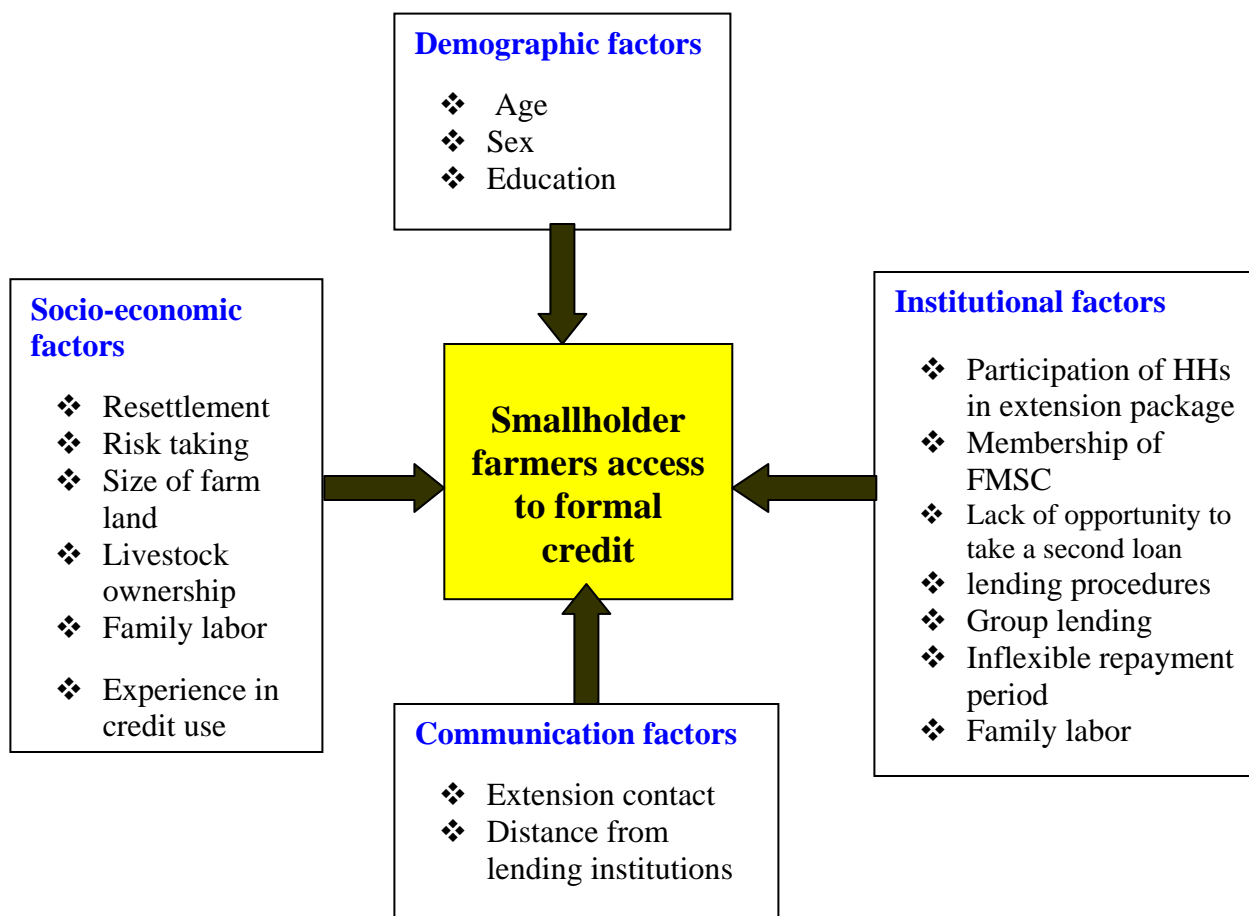 Demographic factors
❖ Age
❖ Sex
❖ Education
Socio-economic
factors
❖ Resettlement
❖ Risk taking
❖ Size of farm
land
❖ Livestock
ownership
❖ Family labor
❖ Experience in
credit use
Smallholder
farmers access
to formal
credit
Institutional factors
❖ Participation of HHs
in extension package
❖ Membership of
FMSC
❖ Lack of opportunity to
take a second loan
❖ lending procedures
❖ Group lending
❖ Inflexible repayment
period
❖ Family labor
Communication factors
❖ Extension contact
❖ Distance from
lending institutions